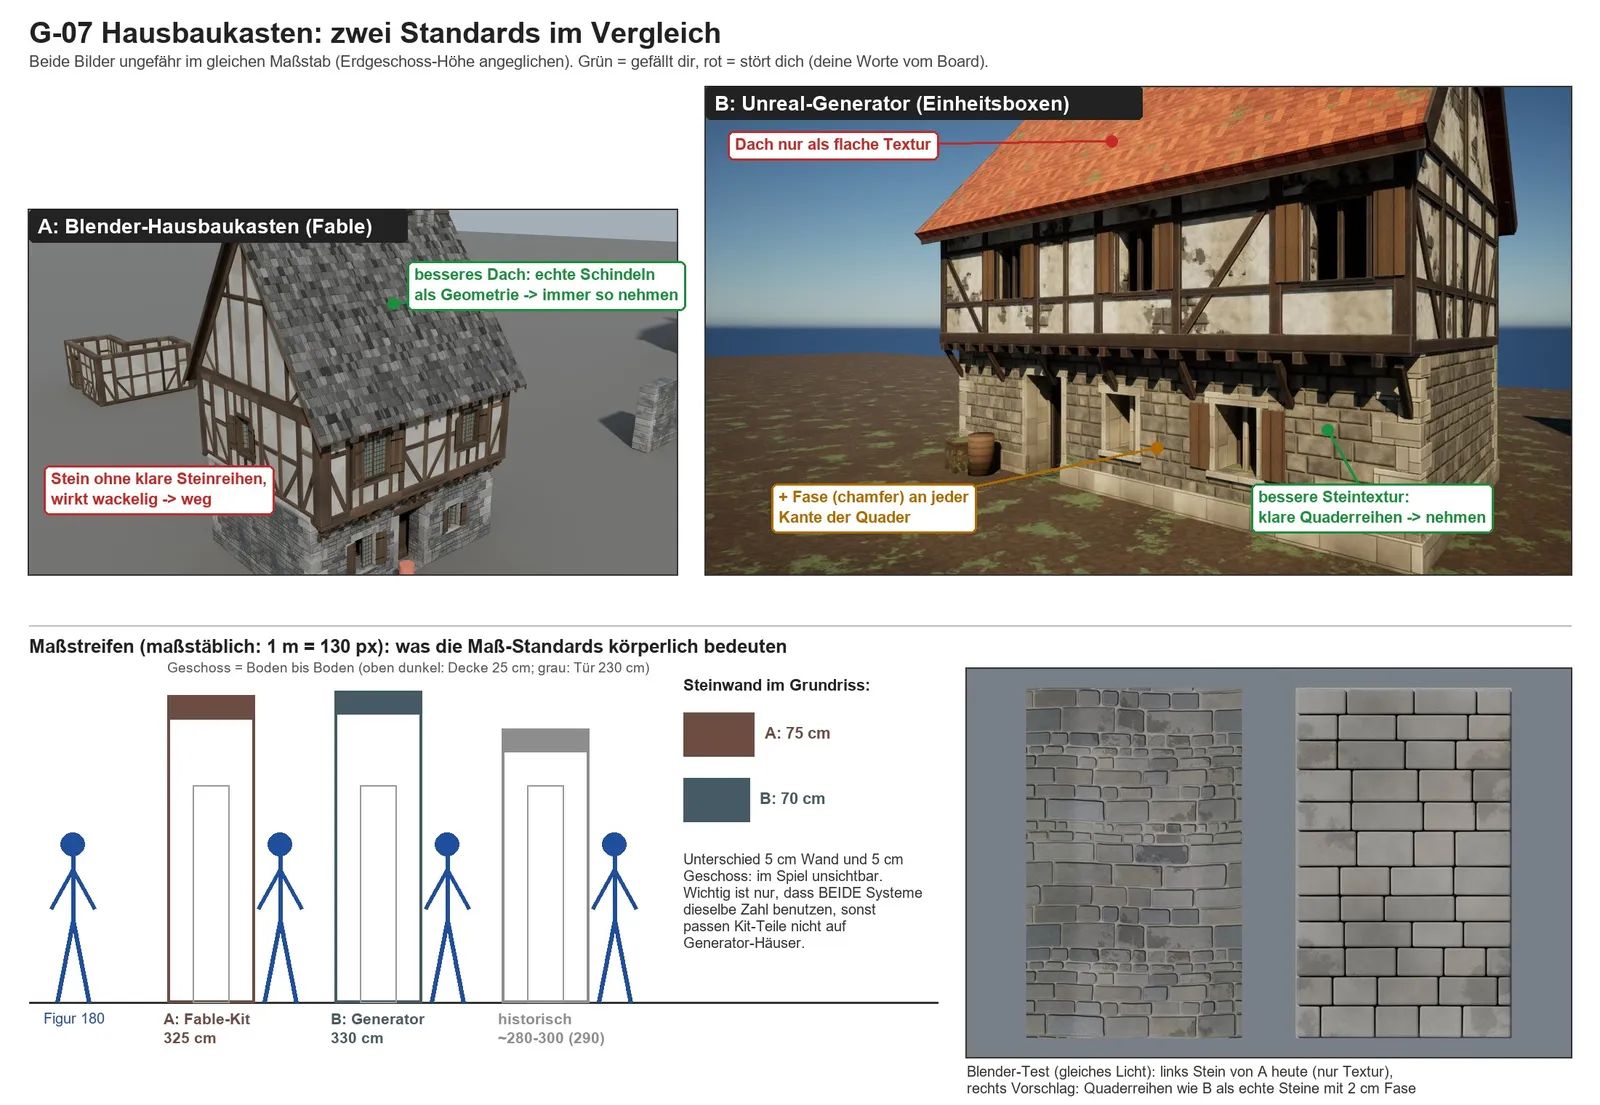 G-07 Hausbaukasten: zwei Standards im Vergleich
Beide Bilder ungefähr im gleichen Maßstab (Erdgeschoss-Höhe angeglichen). Grün = gefällt dir, rot = stört dich (deine Worte vom Board).
A: Blender-Hausbaukasten (Fable)
besseres Dach: echte Schindeln
als Geometrie -> immer so nehmen
Stein ohne klare Steinreihen,
wirkt wackelig -> weg
B: Unreal-Generator (Einheitsboxen)
Dach nur als flache Textur
+ Fase (chamfer) an jeder
Kante der Quader
bessere Steintextur:
klare Quaderreihen -> nehmen
Maßstreifen (maßstäblich: 1 m = 130 px): was die Maß-Standards körperlich bedeuten
Geschoss = Boden bis Boden (oben dunkel: Decke 25 cm; grau: Tür 230 cm)
Figur 180
A: Fable-Kit
325 cm
B: Generator
330 cm
historisch
~280-300 (290)
Steinwand im Grundriss:
A: 75 cm
B: 70 cm
Unterschied 5 cm Wand und 5 cm
Geschoss: im Spiel unsichtbar.
Wichtig ist nur, dass BEIDE Systeme
dieselbe Zahl benutzen, sonst
passen Kit-Teile nicht auf
Generator-Häuser.
Blender-Test (gleiches Licht): links Stein von A heute (nur Textur),
rechts Vorschlag: Quaderreihen wie B als echte Steine mit 2 cm Fase